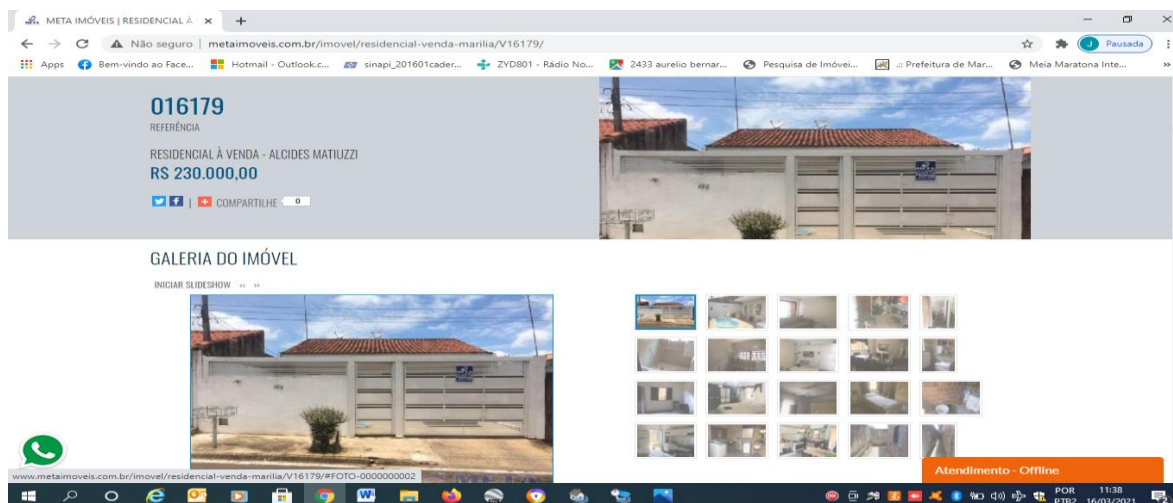 META IMÓVEIS | RESIDENCIAL À
Não seguro | metaimoveis.com.br/imovel/residencial-venda-marilia/V16179/
Pausada
Apps Bem-vindo ao Face... Hotmail - Outlook.c... sinapi_201601cader... ZYD801 - Rádio No... 2433 aurelio bernar... Pesquisa de Imóvei... .:: Prefeitura de Mar... Meia Maratona Inte... »
016179
REFERÊNCIA
RESIDENCIAL À VENDA - ALCIDES MATIUZZI
R$ 230.000,00
| COMPARTILHE 0
GALERIA DO IMÓVEL
INICIAR SLIDESHOW « »
www.metaimoveis.com.br/imovel/residencial-venda-marilia/V16179/#FOTO-0000000002
Atendimento - Offline
POR 11:38
PTB2 16/03/2021